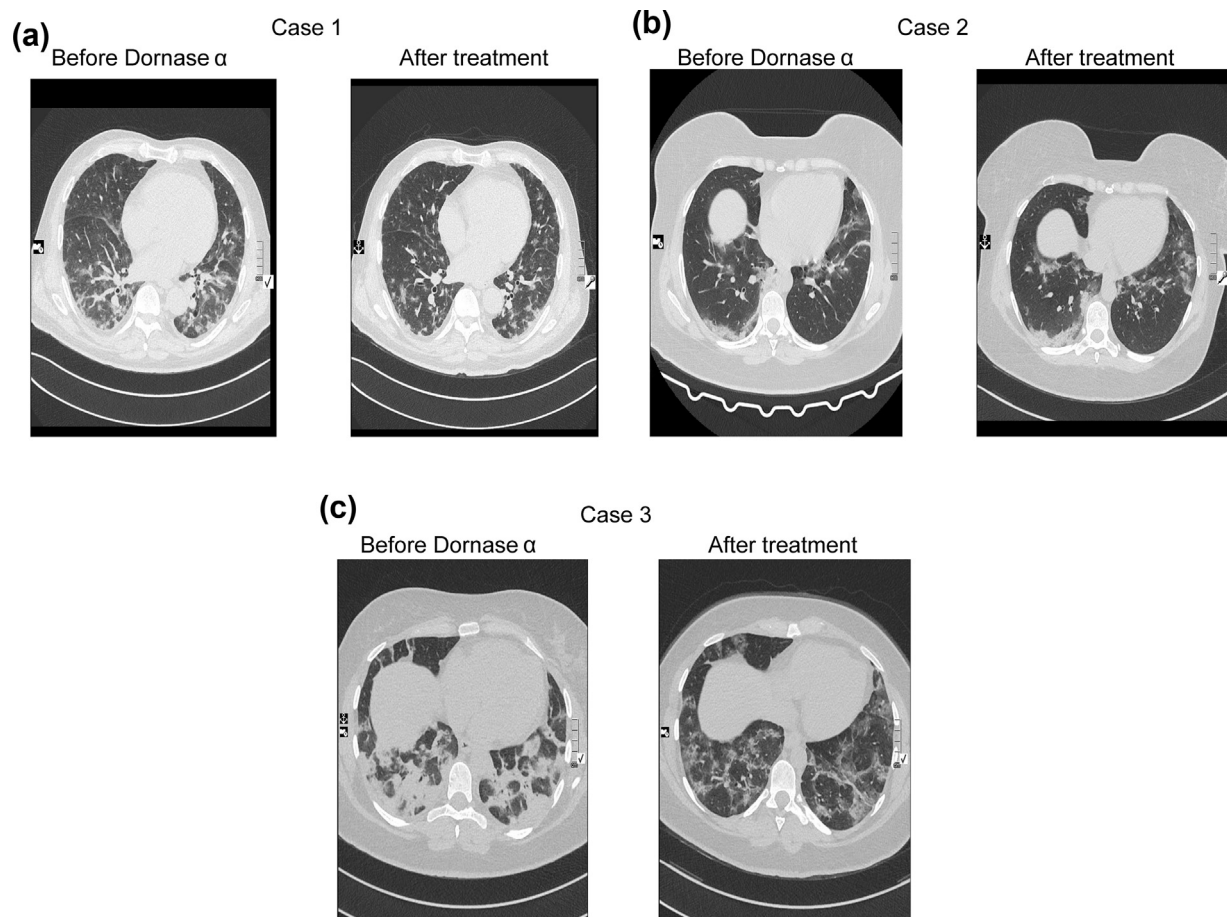 (a)
Case 1
Before Dornase α
After treatment
(b)
Case 2
Before Dornase α
After treatment
(c)
Case 3
Before Dornase α
After treatment